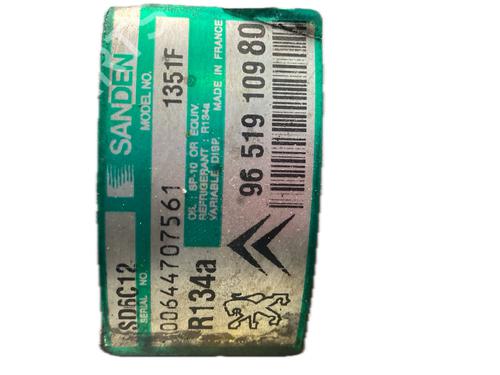 SANDEN
SD6C12
MODEL NO. 1351F
SERIAL NO.
00644707561
OIL : SP-10 OR EQUIV.
REFRIGERANT : R134a
VARIABLE DISP.
MADE IN FRANCE
R134a
96 519 109 80